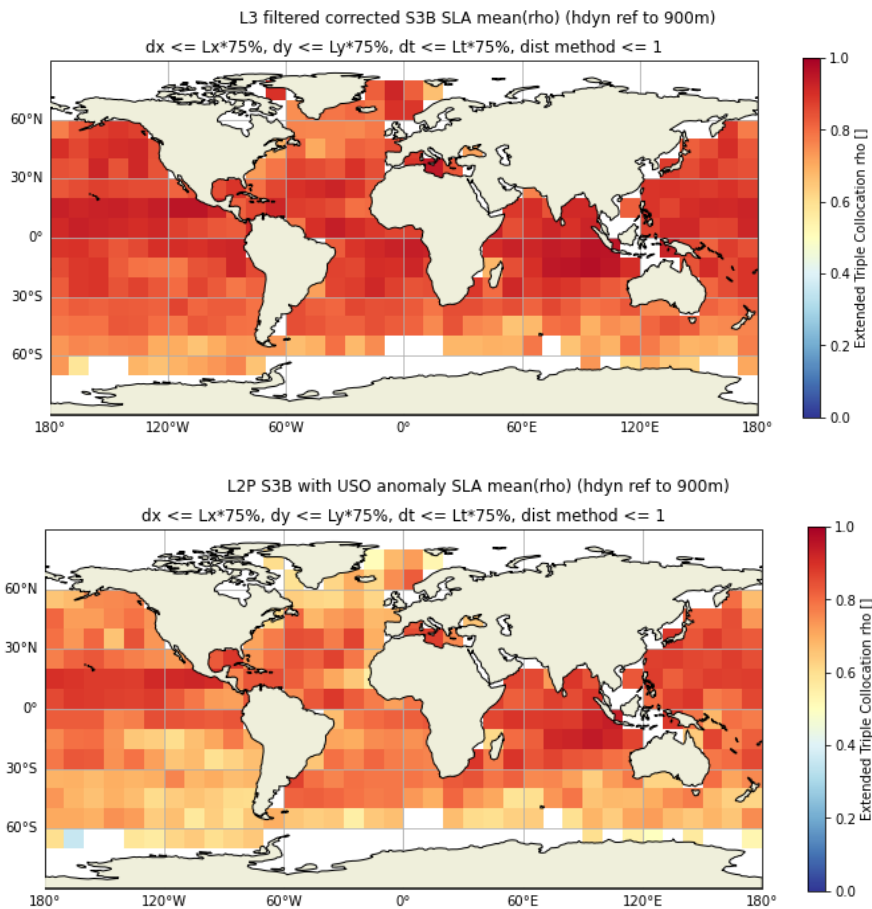 L3 filtered corrected S3B SLA mean(rho) (hdyn ref to 900m)
dx <= Lx*75%, dy <= Ly*75%, dt <= Lt*75%, dist method <= 1
60°N
30°N
0°
30°S
60°S
180°
120°W
60°W
0°
60°E
120°E
180°
1.0
0.8
0.6
0.4
0.2
0.0
Extended Triple Collocation rho []
L2P S3B with USO anomaly SLA mean(rho) (hdyn ref to 900m)
dx <= Lx*75%, dy <= Ly*75%, dt <= Lt*75%, dist method <= 1
60°N
30°N
0°
30°S
60°S
180°
120°W
60°W
0°
60°E
120°E
180°
1.0
0.8
0.6
0.4
0.2
0.0
Extended Triple Collocation rho []